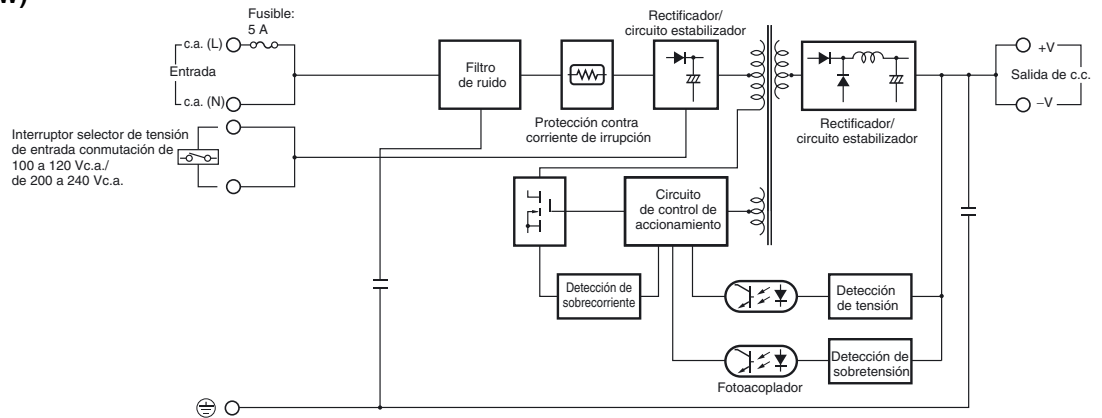 W)
Fusible:
5 A
c.a. (L)
Entrada
c.a. (N)
Interruptor selector de tensión
de entrada conmutación de
100 a 120 Vc.a./
de 200 a 240 Vc.a.
Filtro
de ruido
Protección contra
corriente de irrupción
Rectificador/
circuito estabilizador
Rectificador/
circuito estabilizador
+V
Salida de c.c.
–V
Circuito
de control de
accionamiento
Detección de
sobrecorriente
Detección
de tensión
Detección de
sobretensión
Fotoacoplador